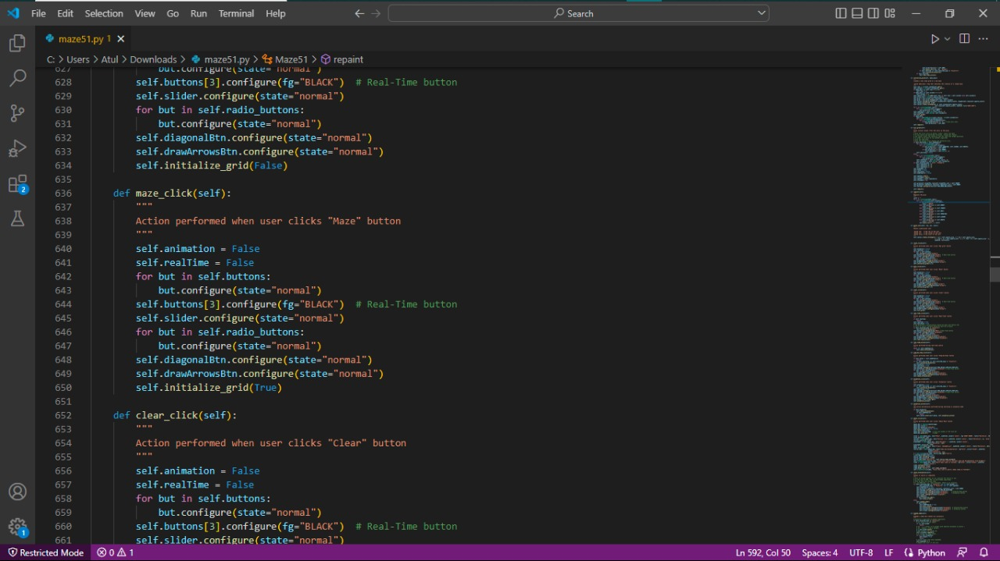 File Edit Selection View Go Run Terminal Help Search
maze51.py 1
C: > Users > Atul > Downloads > maze51.py > Maze51 > repaint
627 but.configure(state="normal")
628 self.buttons[3].configure(fg="BLACK")  # Real-Time button
629 self.slider.configure(state="normal")
630 for but in self.radio_buttons:
631 but.configure(state="normal")
632 self.diagonalBtn.configure(state="normal")
633 self.drawArrowsBtn.configure(state="normal")
634 self.initialize_grid(False)
635
636 def maze_click(self):
637 """
638 Action performed when user clicks "Maze" button
639 """
640 self.animation = False
641 self.realTime = False
642 for but in self.buttons:
643 but.configure(state="normal")
644 self.buttons[3].configure(fg="BLACK")  # Real-Time button
645 self.slider.configure(state="normal")
646 for but in self.radio_buttons:
647 but.configure(state="normal")
648 self.diagonalBtn.configure(state="normal")
649 self.drawArrowsBtn.configure(state="normal")
650 self.initialize_grid(True)
651
652 def clear_click(self):
653 """
654 Action performed when user clicks "Clear" button
655 """
656 self.animation = False
657 self.realTime = False
658 for but in self.buttons:
659 but.configure(state="normal")
660 self.buttons[3].configure(fg="BLACK")  # Real-Time button
661 self.slider.configure(state="normal")
2
1
Restricted Mode 0 1 Ln 592, Col 50 Spaces: 4 UTF-8 LF Python